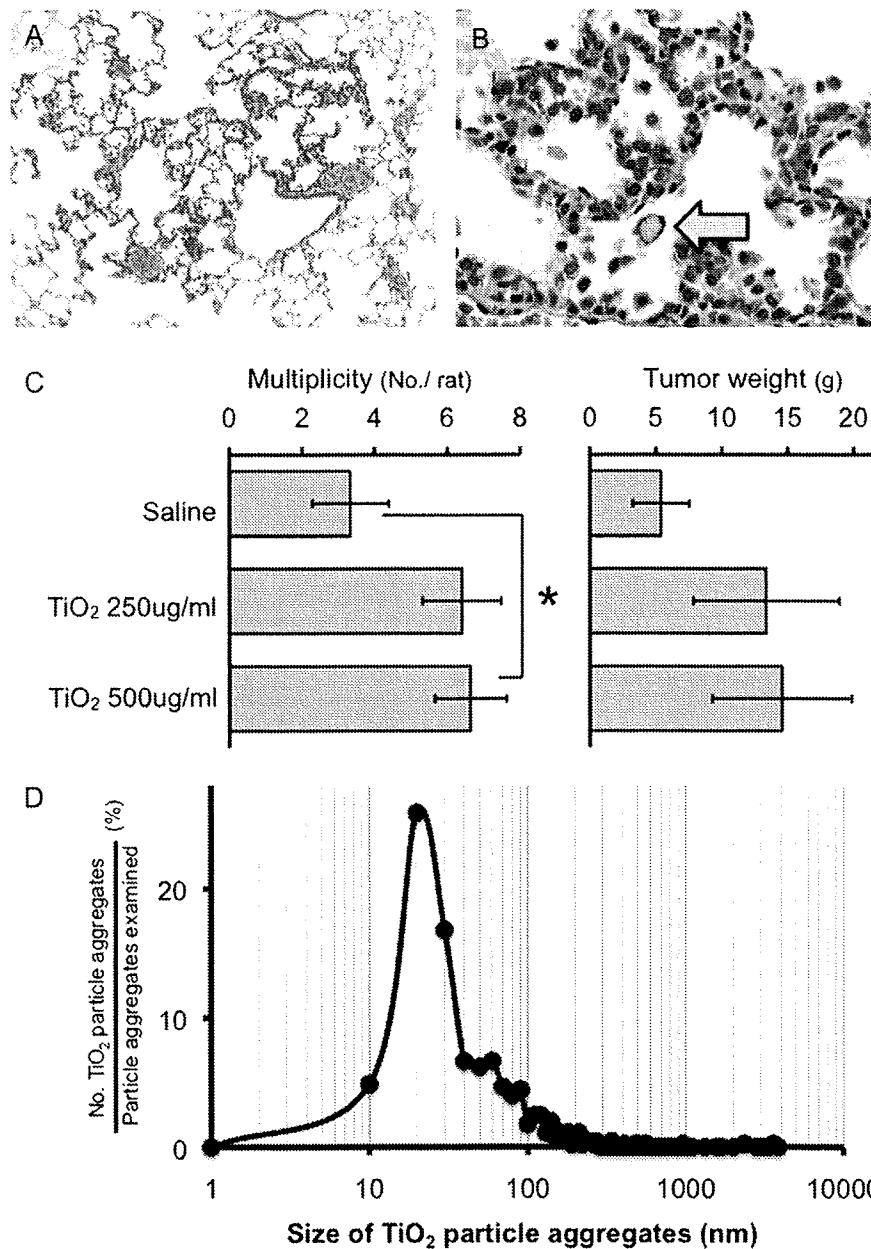 A
B
C
Multiplicity (No./ rat)
Tumor weight (g)
0 2 4 6 8
0 5 10 15 20
Saline
TiO₂ 250ug/ml
*
TiO₂ 500ug/ml
D
No. TiO₂ particle aggregates
Particle aggregates examined
(%)
20
10
0
1 10 100 1000 10000
Size of TiO₂ particle aggregates (nm)